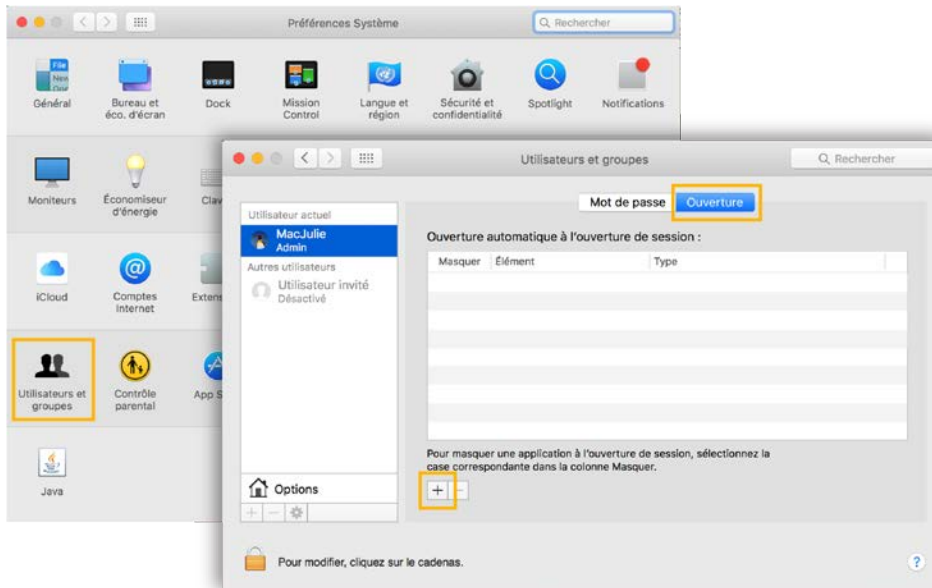 Préférences Système
Rechercher
Général
Bureau et
éco. d'écran
Dock
Mission
Control
Langue et
région
Sécurité et
confidentialité
Spotlight
Notifications
Moniteurs
Économiseur
d'énergie
Clav
iCloud
Comptes
Internet
Extens
Utilisateurs et
groupes
Contrôle
parental
App S
Java
Utilisateurs et groupes
Rechercher
Mot de passe
Ouverture
Utilisateur actuel
MacJulie
Admin
Autres utilisateurs
Utilisateur invité
Désactivé
Options
Ouverture automatique à l'ouverture de session :
Masquer Élément Type
Pour masquer une application à l'ouverture de session, sélectionnez la
case correspondante dans la colonne Masquer.
Pour modifier, cliquez sur le cadenas.